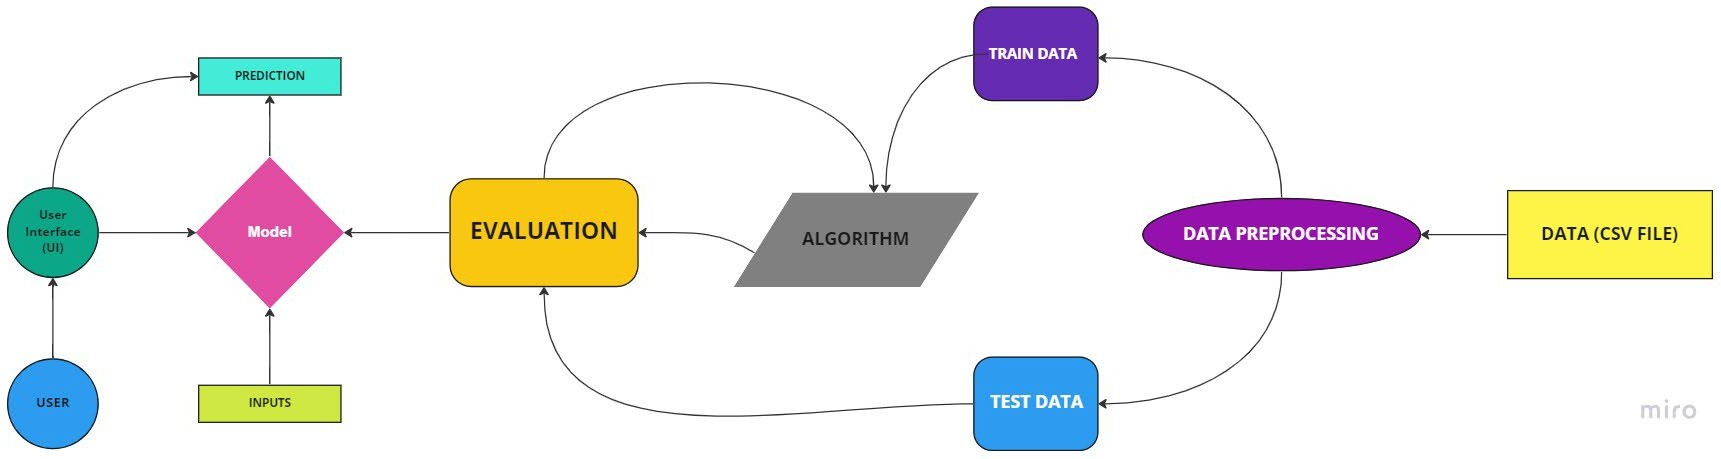 TRAIN DATA
PREDICTION
User
Interface
(UI)
Model
EVALUATION
ALGORITHM
DATA PREPROCESSING
DATA (CSV FILE)
USER
INPUTS
TEST DATA
miro